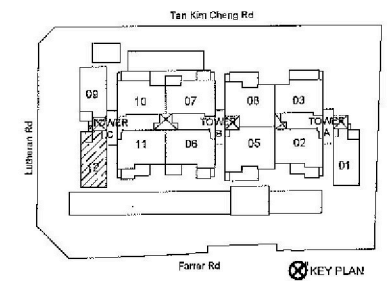 Tan Kim Cheng Rd
09
10
07
08
03
TOWER
C
TOWER
B
TOWER
A
11
06
05
02
01
12
Lutheran Rd
Farrer Rd
KEY PLAN